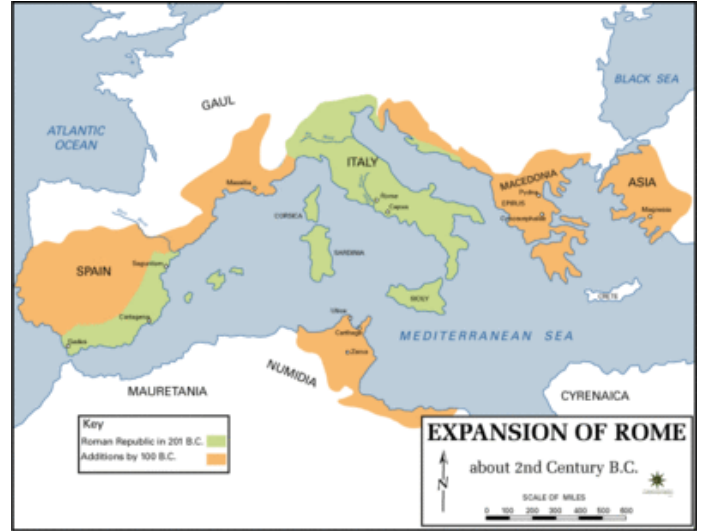 BLACK SEA
GAUL
ATLANTIC
OCEAN
ITALY
MACEDONIA
ASIA
Massilia
Rome
Capua
Pydna
EPIRUS
Cynoscephalae
Magnesia
CORSICA
SARDINIA
SPAIN
Saguntum
SICILY
CRETE
Cartagena
Gades
Utica
Carthage
Zama
MEDITERRANEAN SEA
NUMIDIA
MAURETANIA
CYRENAICA
Key
Roman Republic in 201 B.C.
Additions by 100 B.C.
EXPANSION OF ROME
about 2nd Century B.C.
N
SCALE OF MILES
0 100 200 300 400 500 600